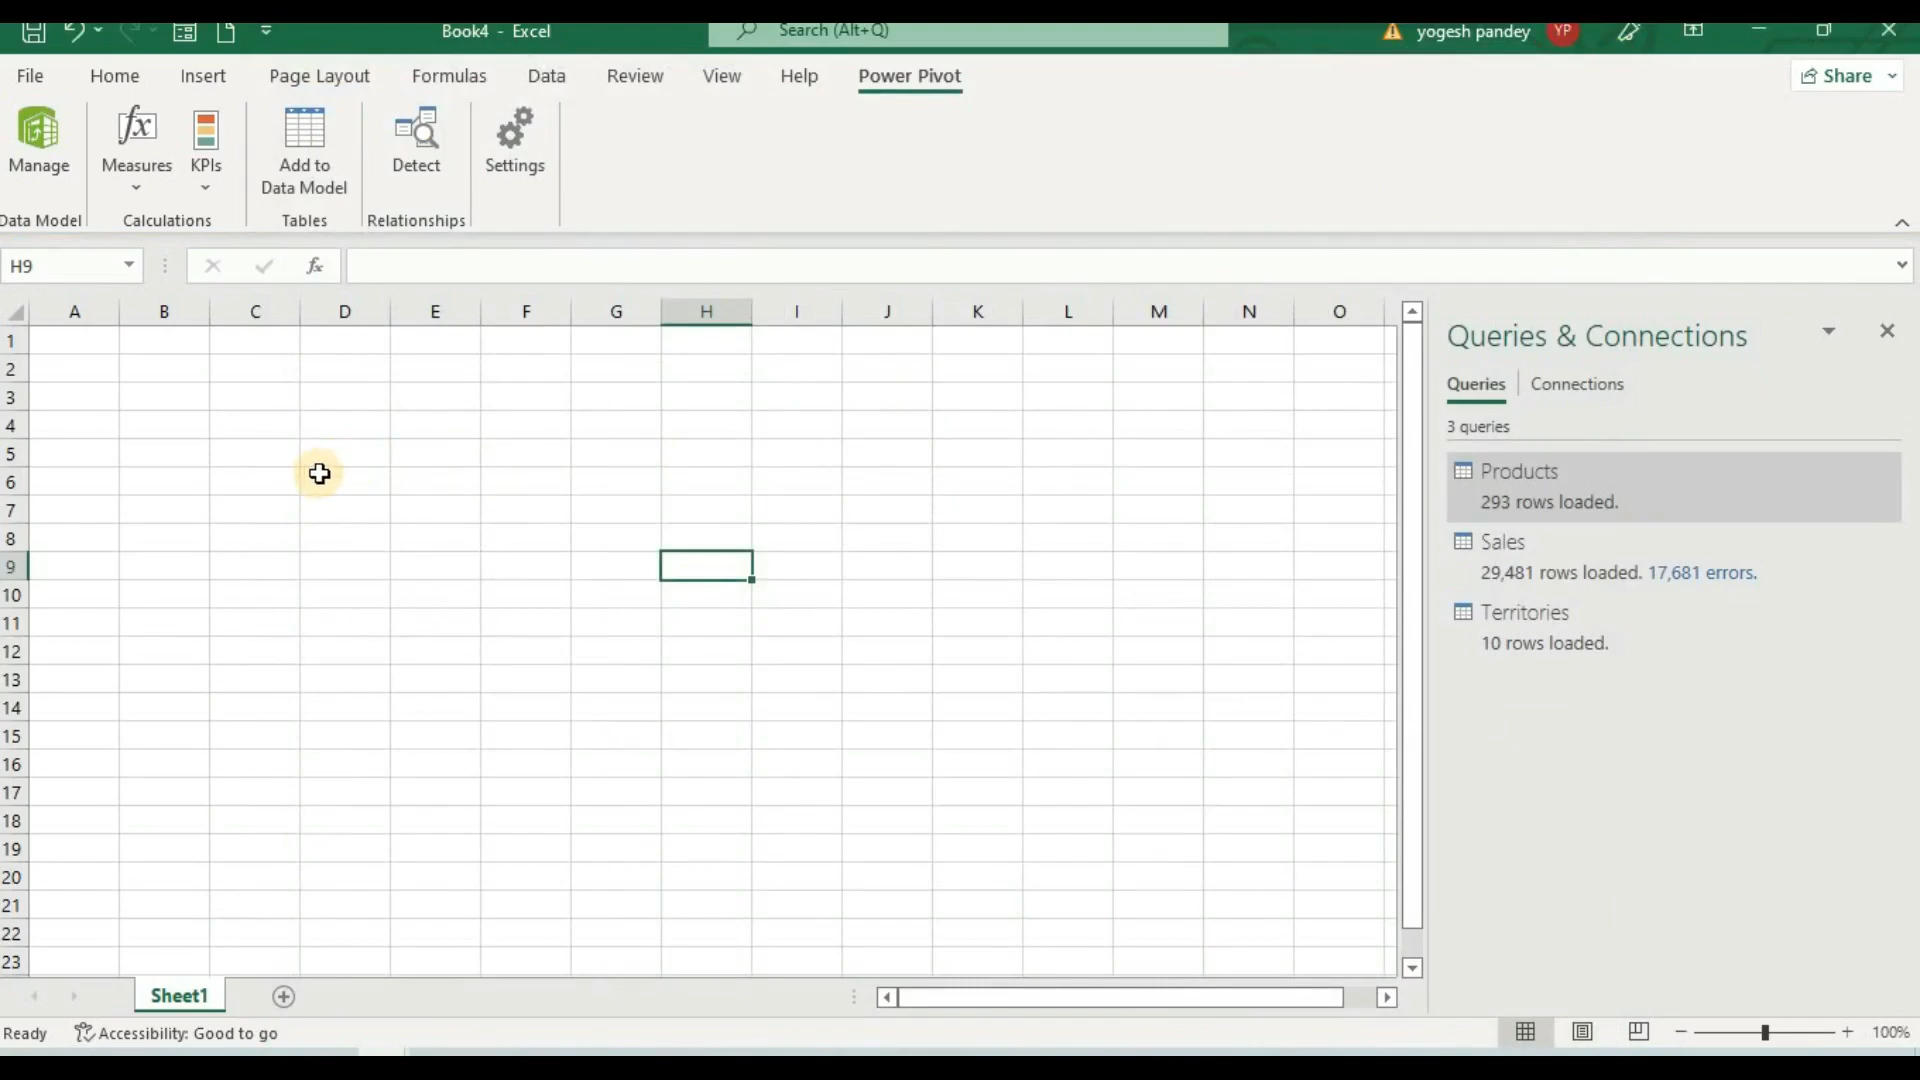 Book4 - Excel
Search (Alt+Q)
yogesh pandey
YP
File Home Insert Page Layout Formulas Data Review View Help Power Pivot
Share
Manage
Measures
KPIs
Add to
Data Model
Detect
Settings
Data Model
Calculations
Tables
Relationships
H9
fx
A B C D E F G H I J K L M N O
1
2
3
4
5
6
7
8
9
10
11
12
13
14
15
16
17
18
19
20
21
22
23
Queries & Connections
Queries
Connections
3 queries
Products
293 rows loaded.
Sales
29,481 rows loaded. 17,681 errors.
Territories
10 rows loaded.
Sheet1
Ready
Accessibility: Good to go
100%